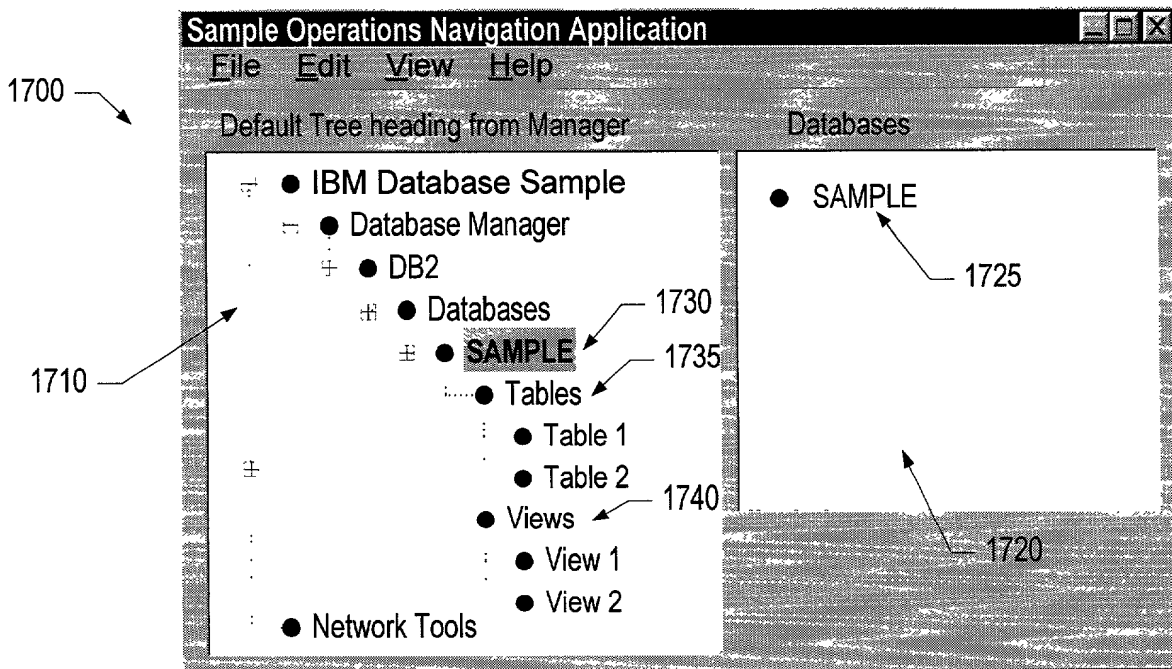 Sample Operations Navigation Application
File Edit View Help
1700
Default Tree heading from Manager
Databases
IBM Database Sample
SAMPLE
Database Manager
DB2
1725
Databases
1730
SAMPLE
1735
1710
Tables
Table 1
Table 2
1740
Views
1720
View 1
View 2
Network Tools